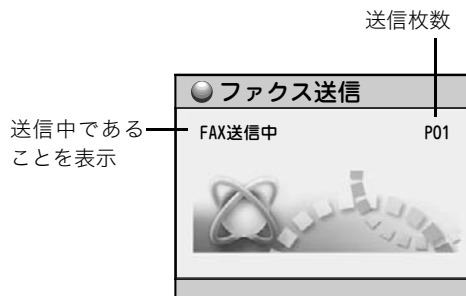 送信枚数
ファクス送信
送信中である
ことを表示
FAX送信中
P01